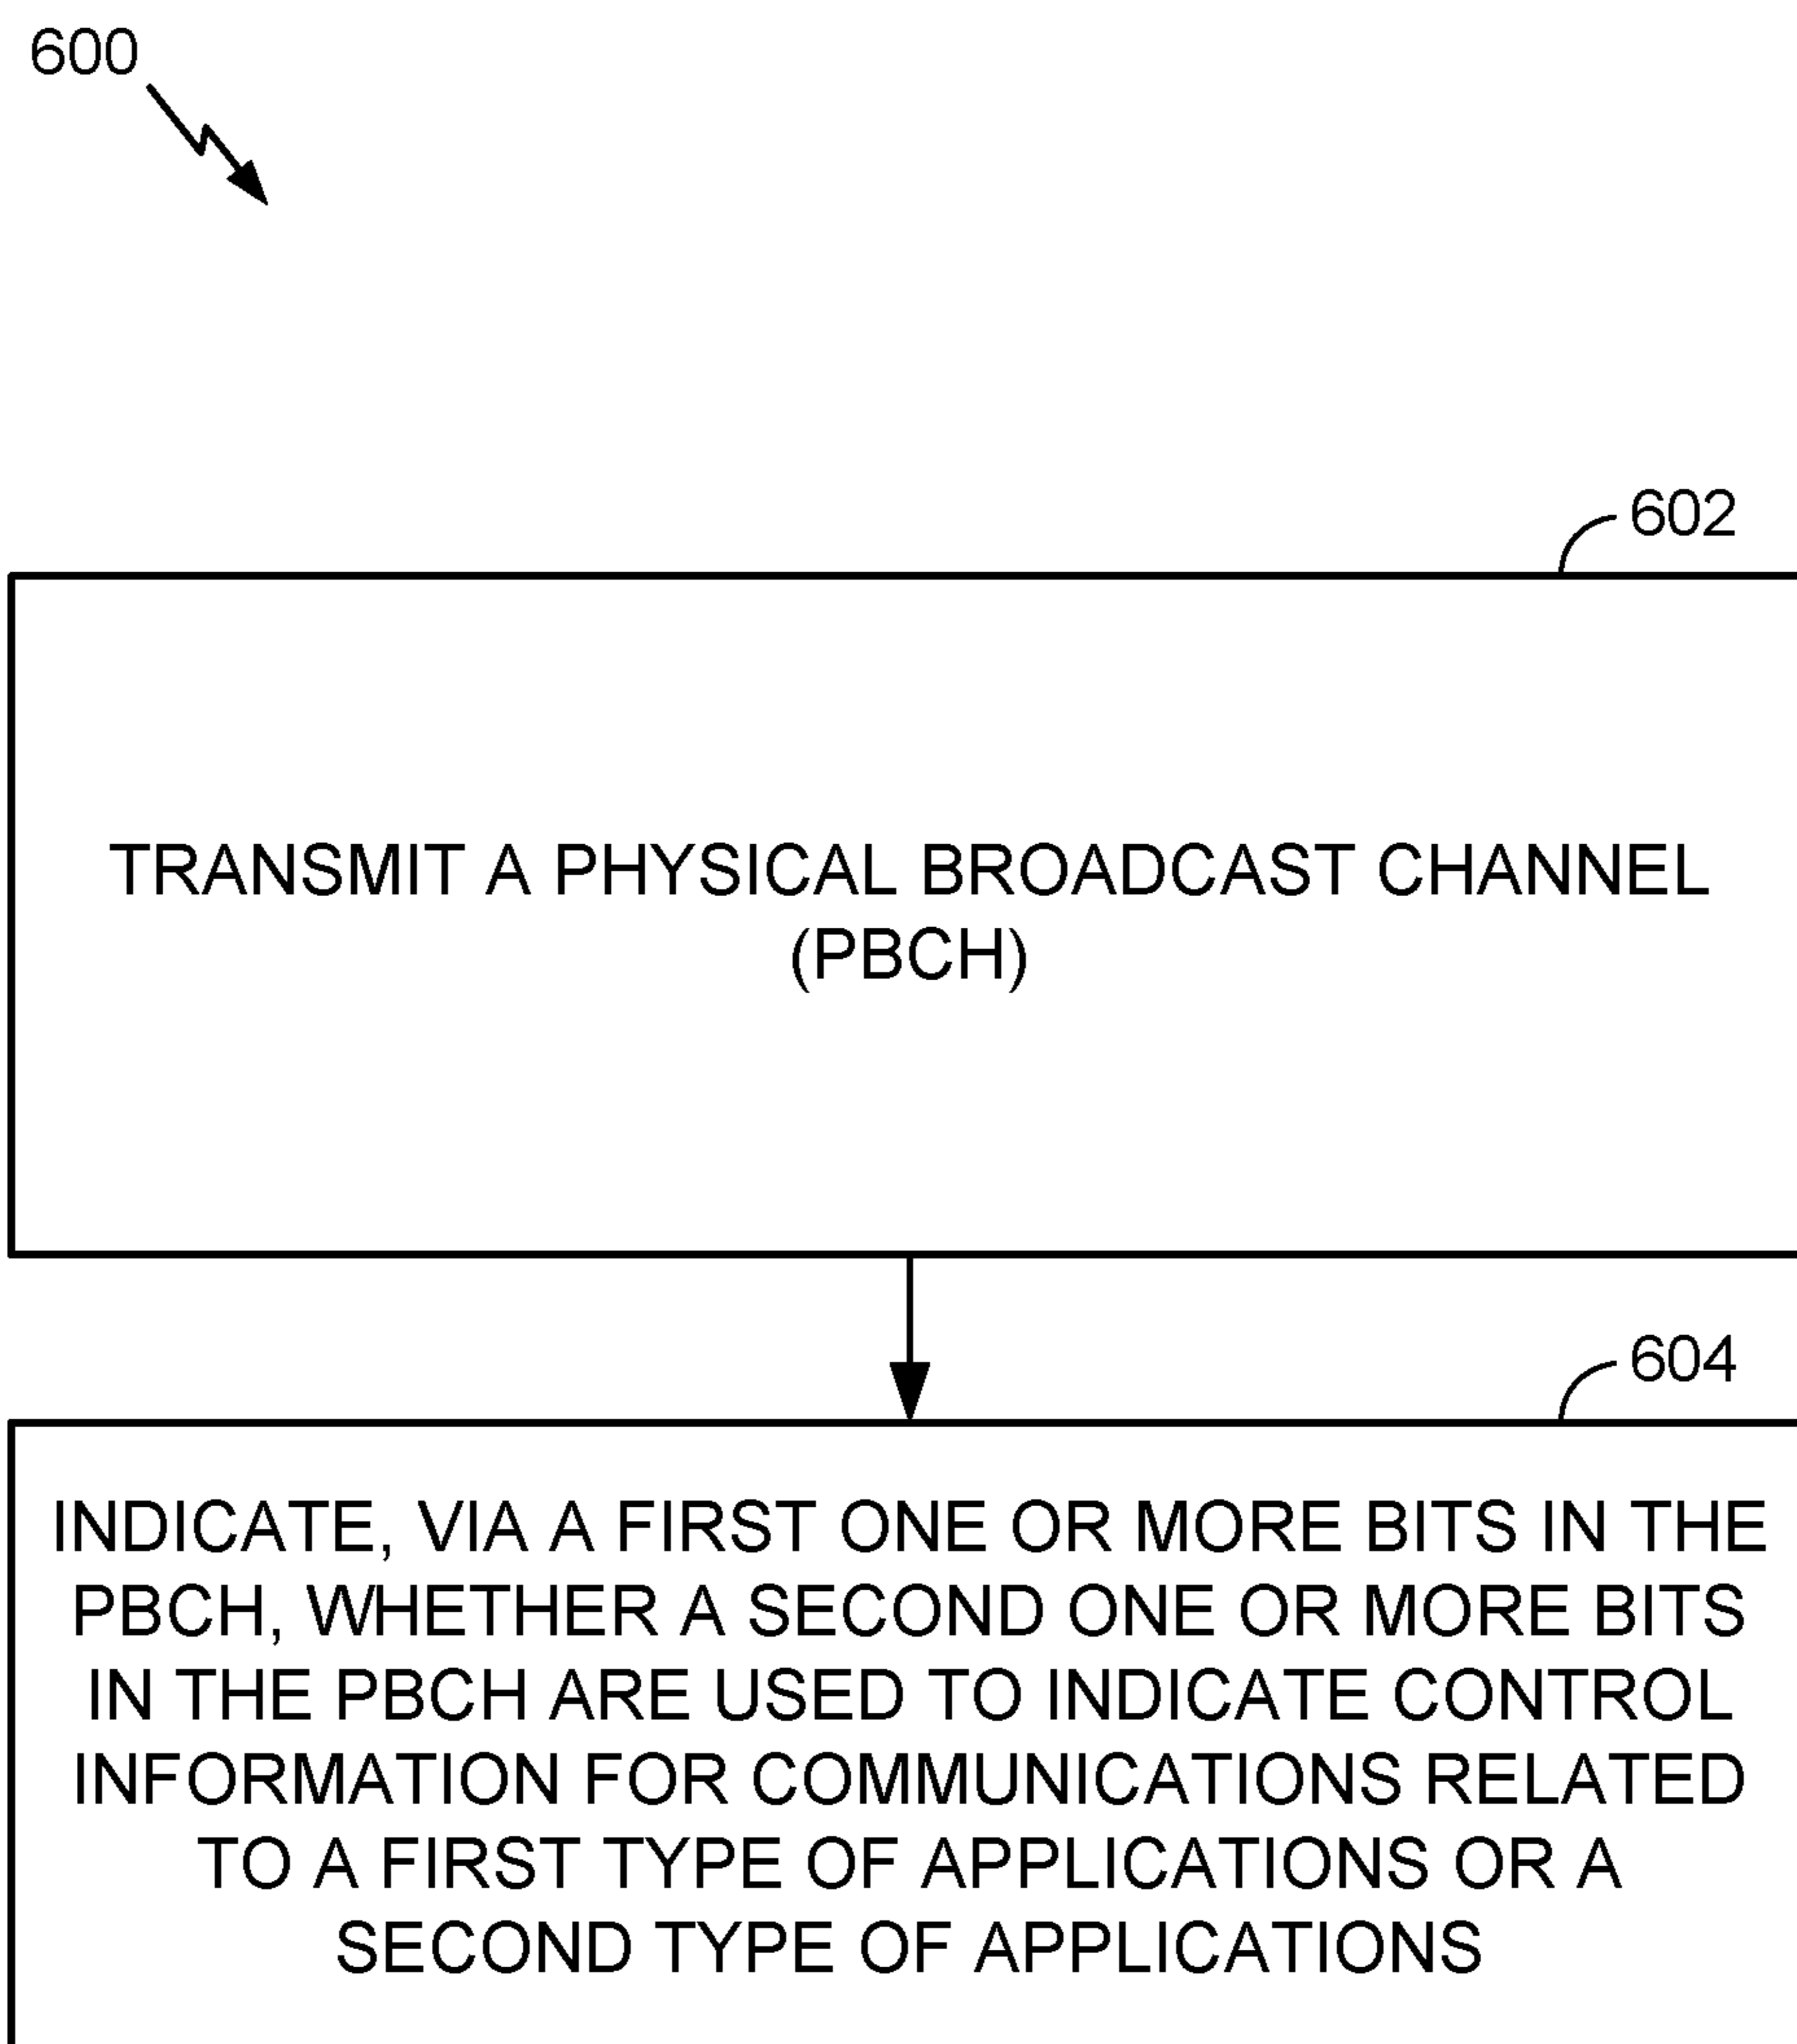 600
602
TRANSMIT A PHYSICAL BROADCAST CHANNEL
(PBCH)
604
INDICATE, VIA A FIRST ONE OR MORE BITS IN THE
PBCH, WHETHER A SECOND ONE OR MORE BITS
IN THE PBCH ARE USED TO INDICATE CONTROL
INFORMATION FOR COMMUNICATIONS RELATED
TO A FIRST TYPE OF APPLICATIONS OR A
SECOND TYPE OF APPLICATIONS